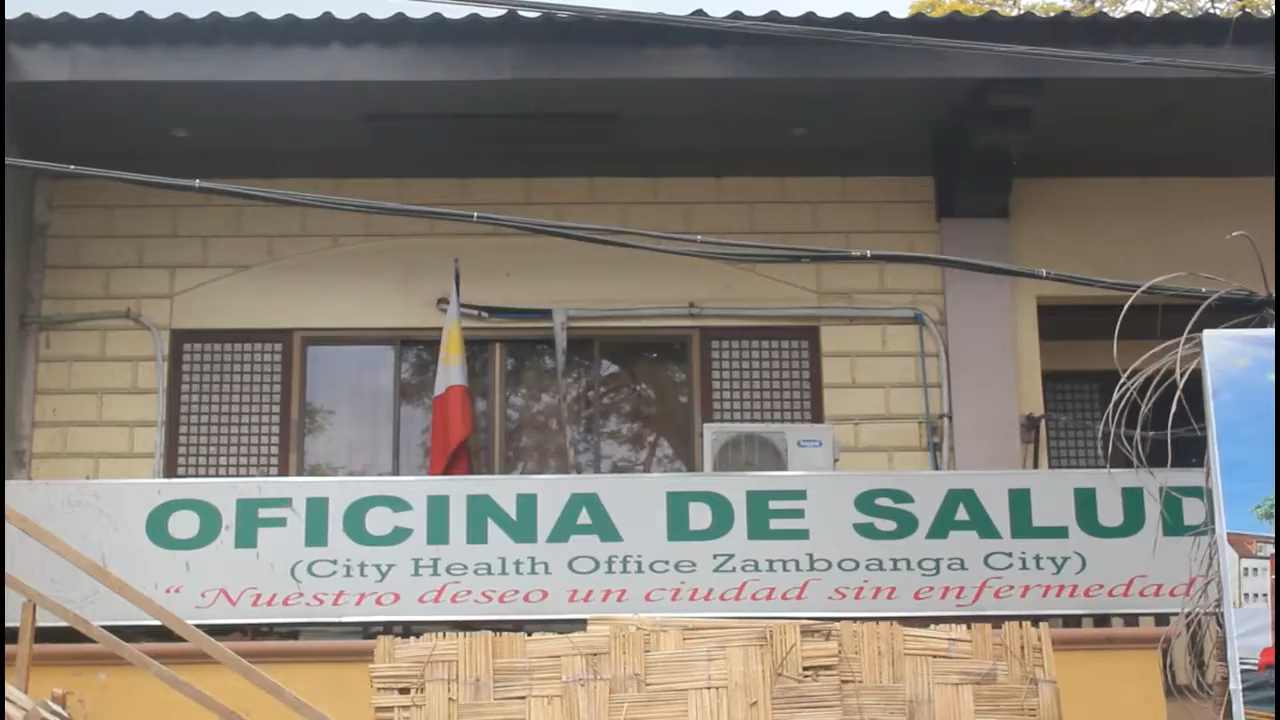 OFICINA DE SALUD
(City Health Office Zamboanga City)
“ Nuestro deseo un ciudad sin enfermedad